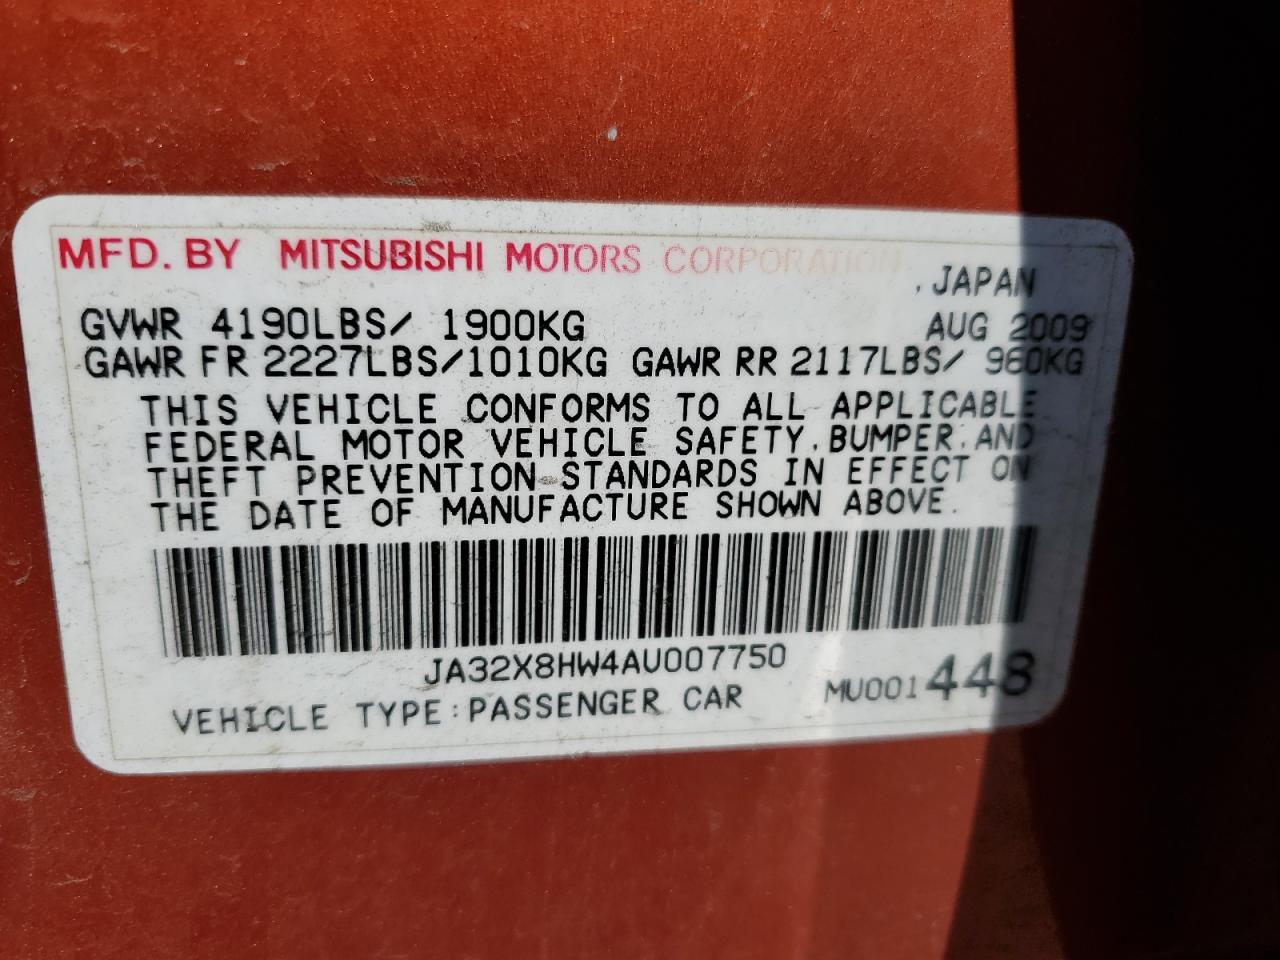 MFD. BY MITSUBISHI MOTORS CORPORATION
, JAPAN
GVWR 4190LBS/ 1900KG AUG 2009
GAWR FR 2227LBS/1010KG GAWR RR 2117LBS/ 960KG
THIS VEHICLE CONFORMS TO ALL APPLICABLE
FEDERAL MOTOR VEHICLE SAFETY, BUMPER, AND
THEFT PREVENTION STANDARDS IN EFFECT ON
THE DATE OF MANUFACTURE SHOWN ABOVE.
JA32X8HW4AU007750
VEHICLE TYPE:PASSENGER CAR MU001448